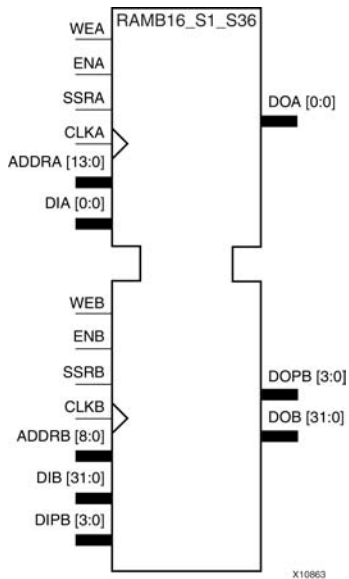 RAMB16_S1_S36
WEA
ENA
SSRA
CLKA
ADDRA [13:0]
DIA [0:0]
DOA [0:0]
WEB
ENB
SSRB
CLKB
ADDRB [8:0]
DIB [31:0]
DIPB [3:0]
DOPB [3:0]
DOB [31:0]
X10863